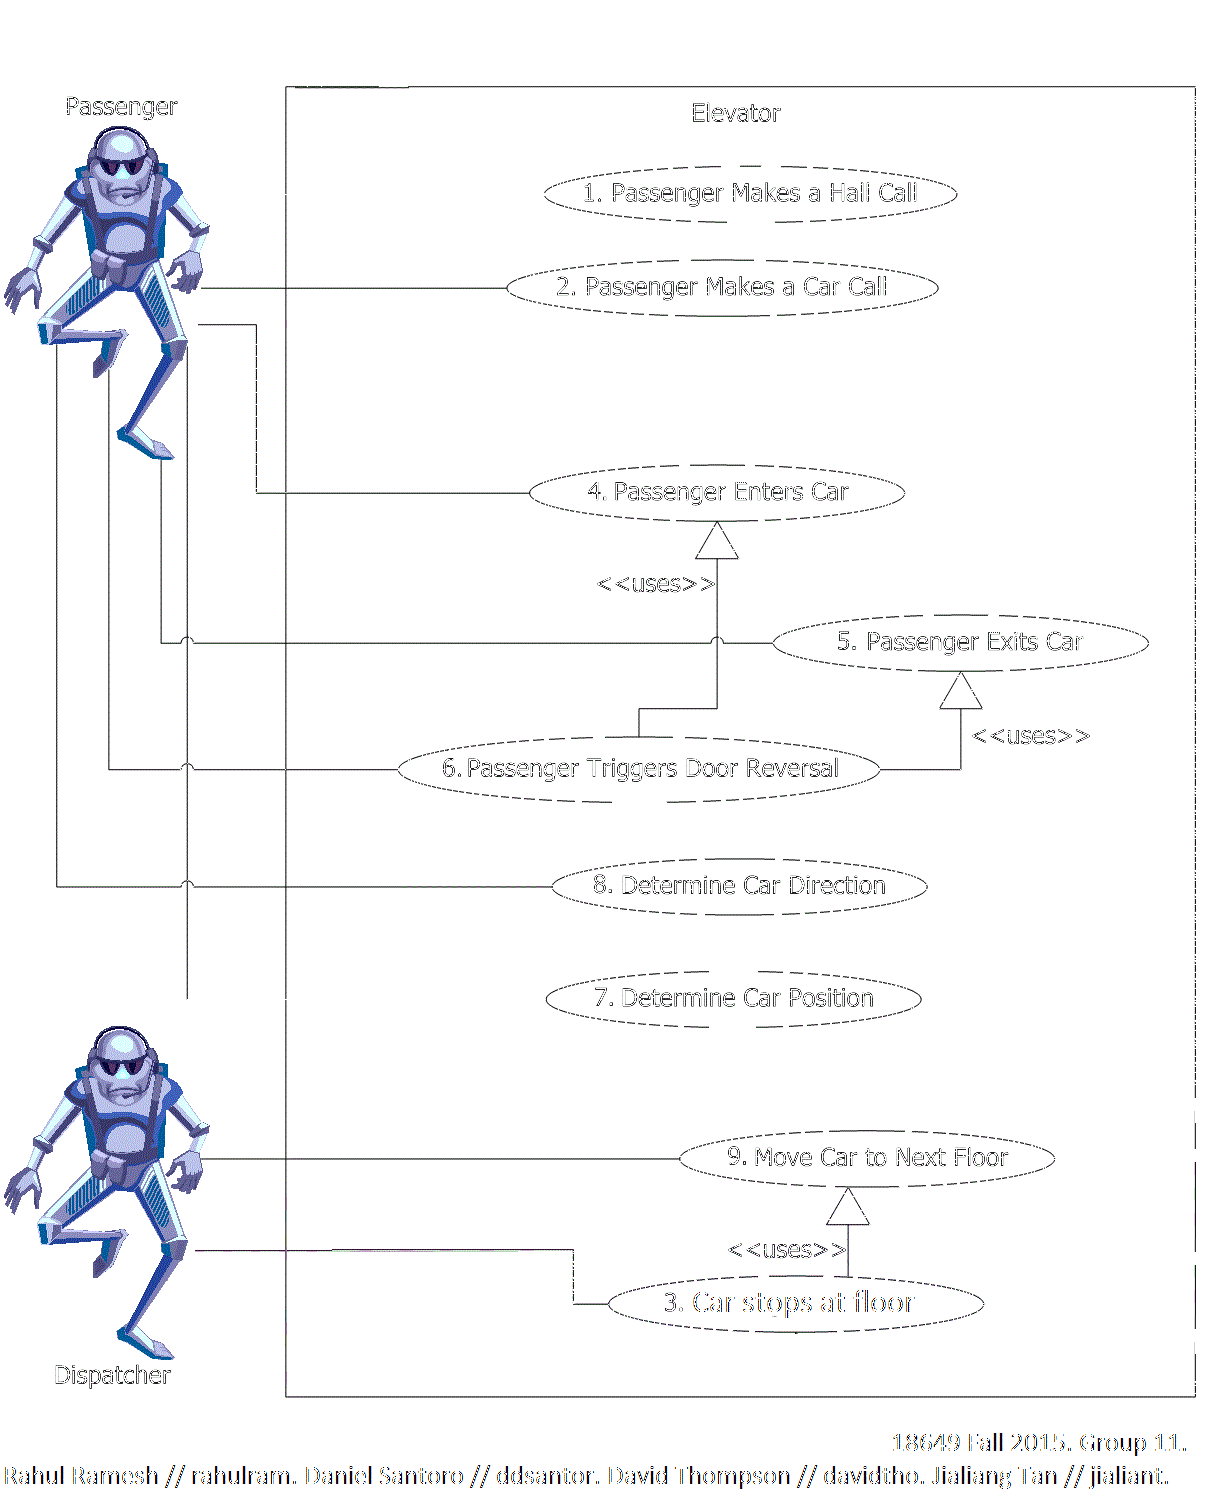 Passenger
Elevator
1. Passenger Makes a Hall Call
2. Passenger Makes a Car Call
4. Passenger Enters Car
<<uses>>
5. Passenger Exits Car
<<uses>>
6. Passenger Triggers Door Reversal
8. Determine Car Direction
7. Determine Car Position
9. Move Car to Next Floor
<<uses>>
3. Car stops at floor
Dispatcher
18649 Fall 2015. Group 11.
Rahul Ramesh // rahulram. Daniel Santoro // ddsantor. David Thompson // davidtho. Jialiang Tan // jialiant.